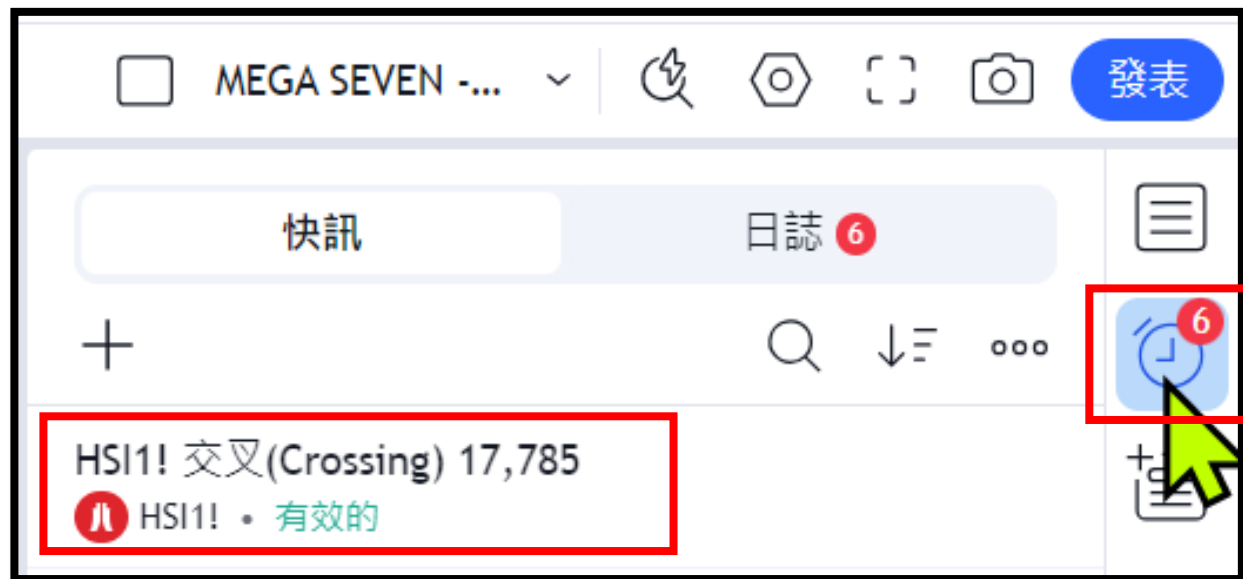 MEGA SEVEN -...
發表
快訊
日誌 6
6
HSI1! 交叉(Crossing) 17,785
HSI1! • 有效的